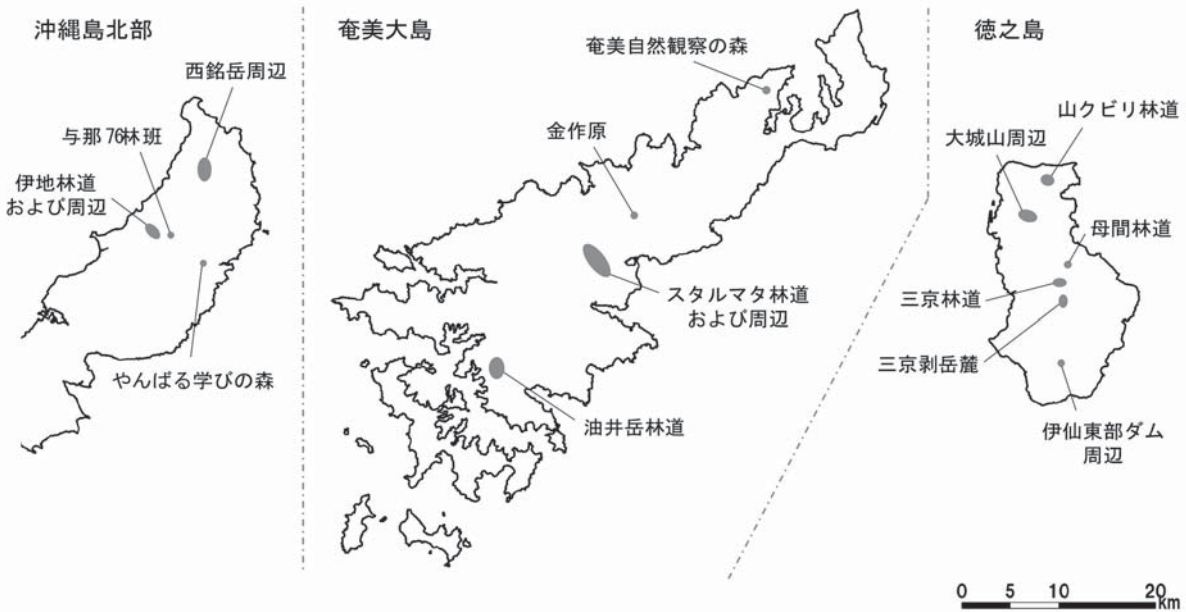 沖縄島北部
西銘岳周辺
与那76林班
伊地林道
および周辺
やんばる学びの森
奄美大島
奄美自然観察の森
金作原
スタルマタ林道
および周辺
油井岳林道
徳之島
山クビリ林道
大城山周辺
母間林道
三京林道
三京剥岳麓
伊仙東部ダム
周辺
0 5 10 20
km